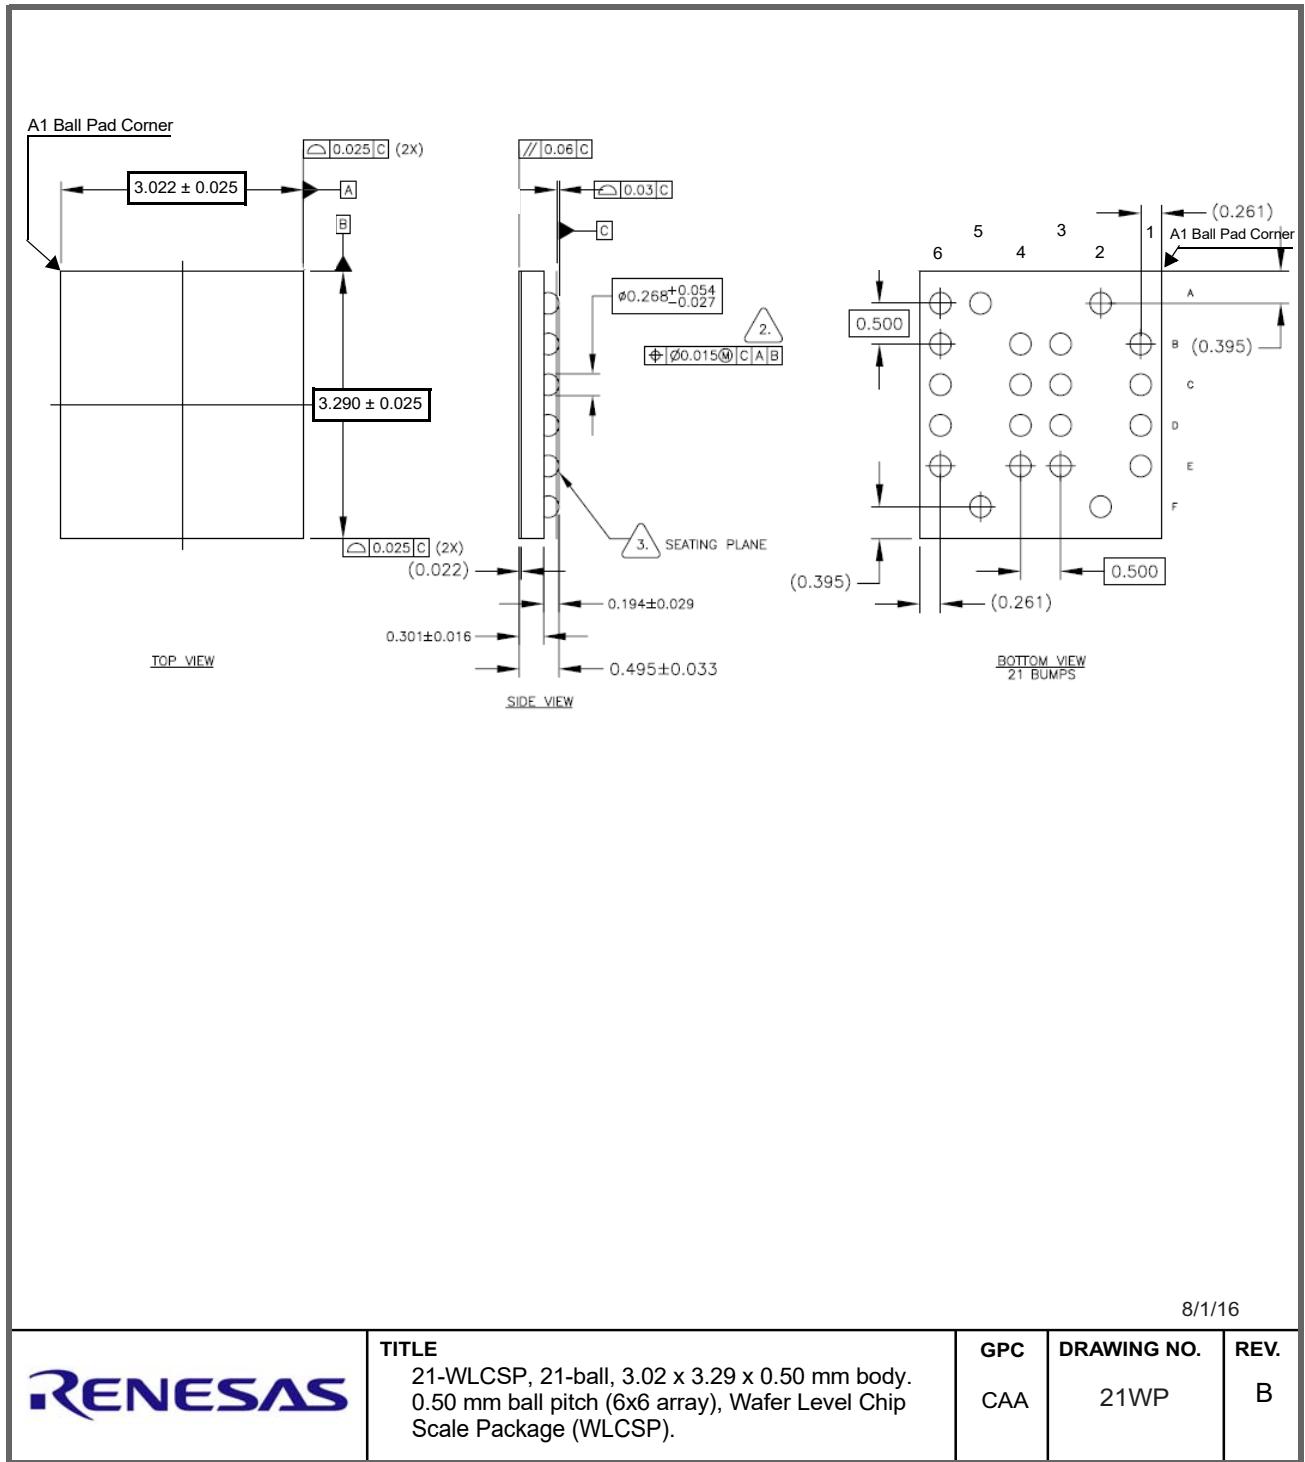 A1 Ball Pad Corner
⌓ 0.025 C (2X)
3.022 ± 0.025
A
B
3.290 ± 0.025
⌓ 0.025 C (2X)
TOP VIEW
// 0.06 C
⌓ 0.03 C
C
ø0.268 +0.054 −0.027
2.
⌖ Ø0.015Ⓜ C A B
3. SEATING PLANE
(0.022)
0.194±0.029
0.301±0.016
0.495±0.033
SIDE VIEW
(0.261)
5 3 1 A1 Ball Pad Corner
6 4 2
A
0.500
B (0.395)
C
D
E
F
(0.395)
0.500
(0.261)
BOTTOM VIEW
21 BUMPS
8/1/16
RENESAS
TITLE
21-WLCSP, 21-ball, 3.02 x 3.29 x 0.50 mm body.
0.50 mm ball pitch (6x6 array), Wafer Level Chip
Scale Package (WLCSP).
GPC
CAA
DRAWING NO.
21WP
REV.
B